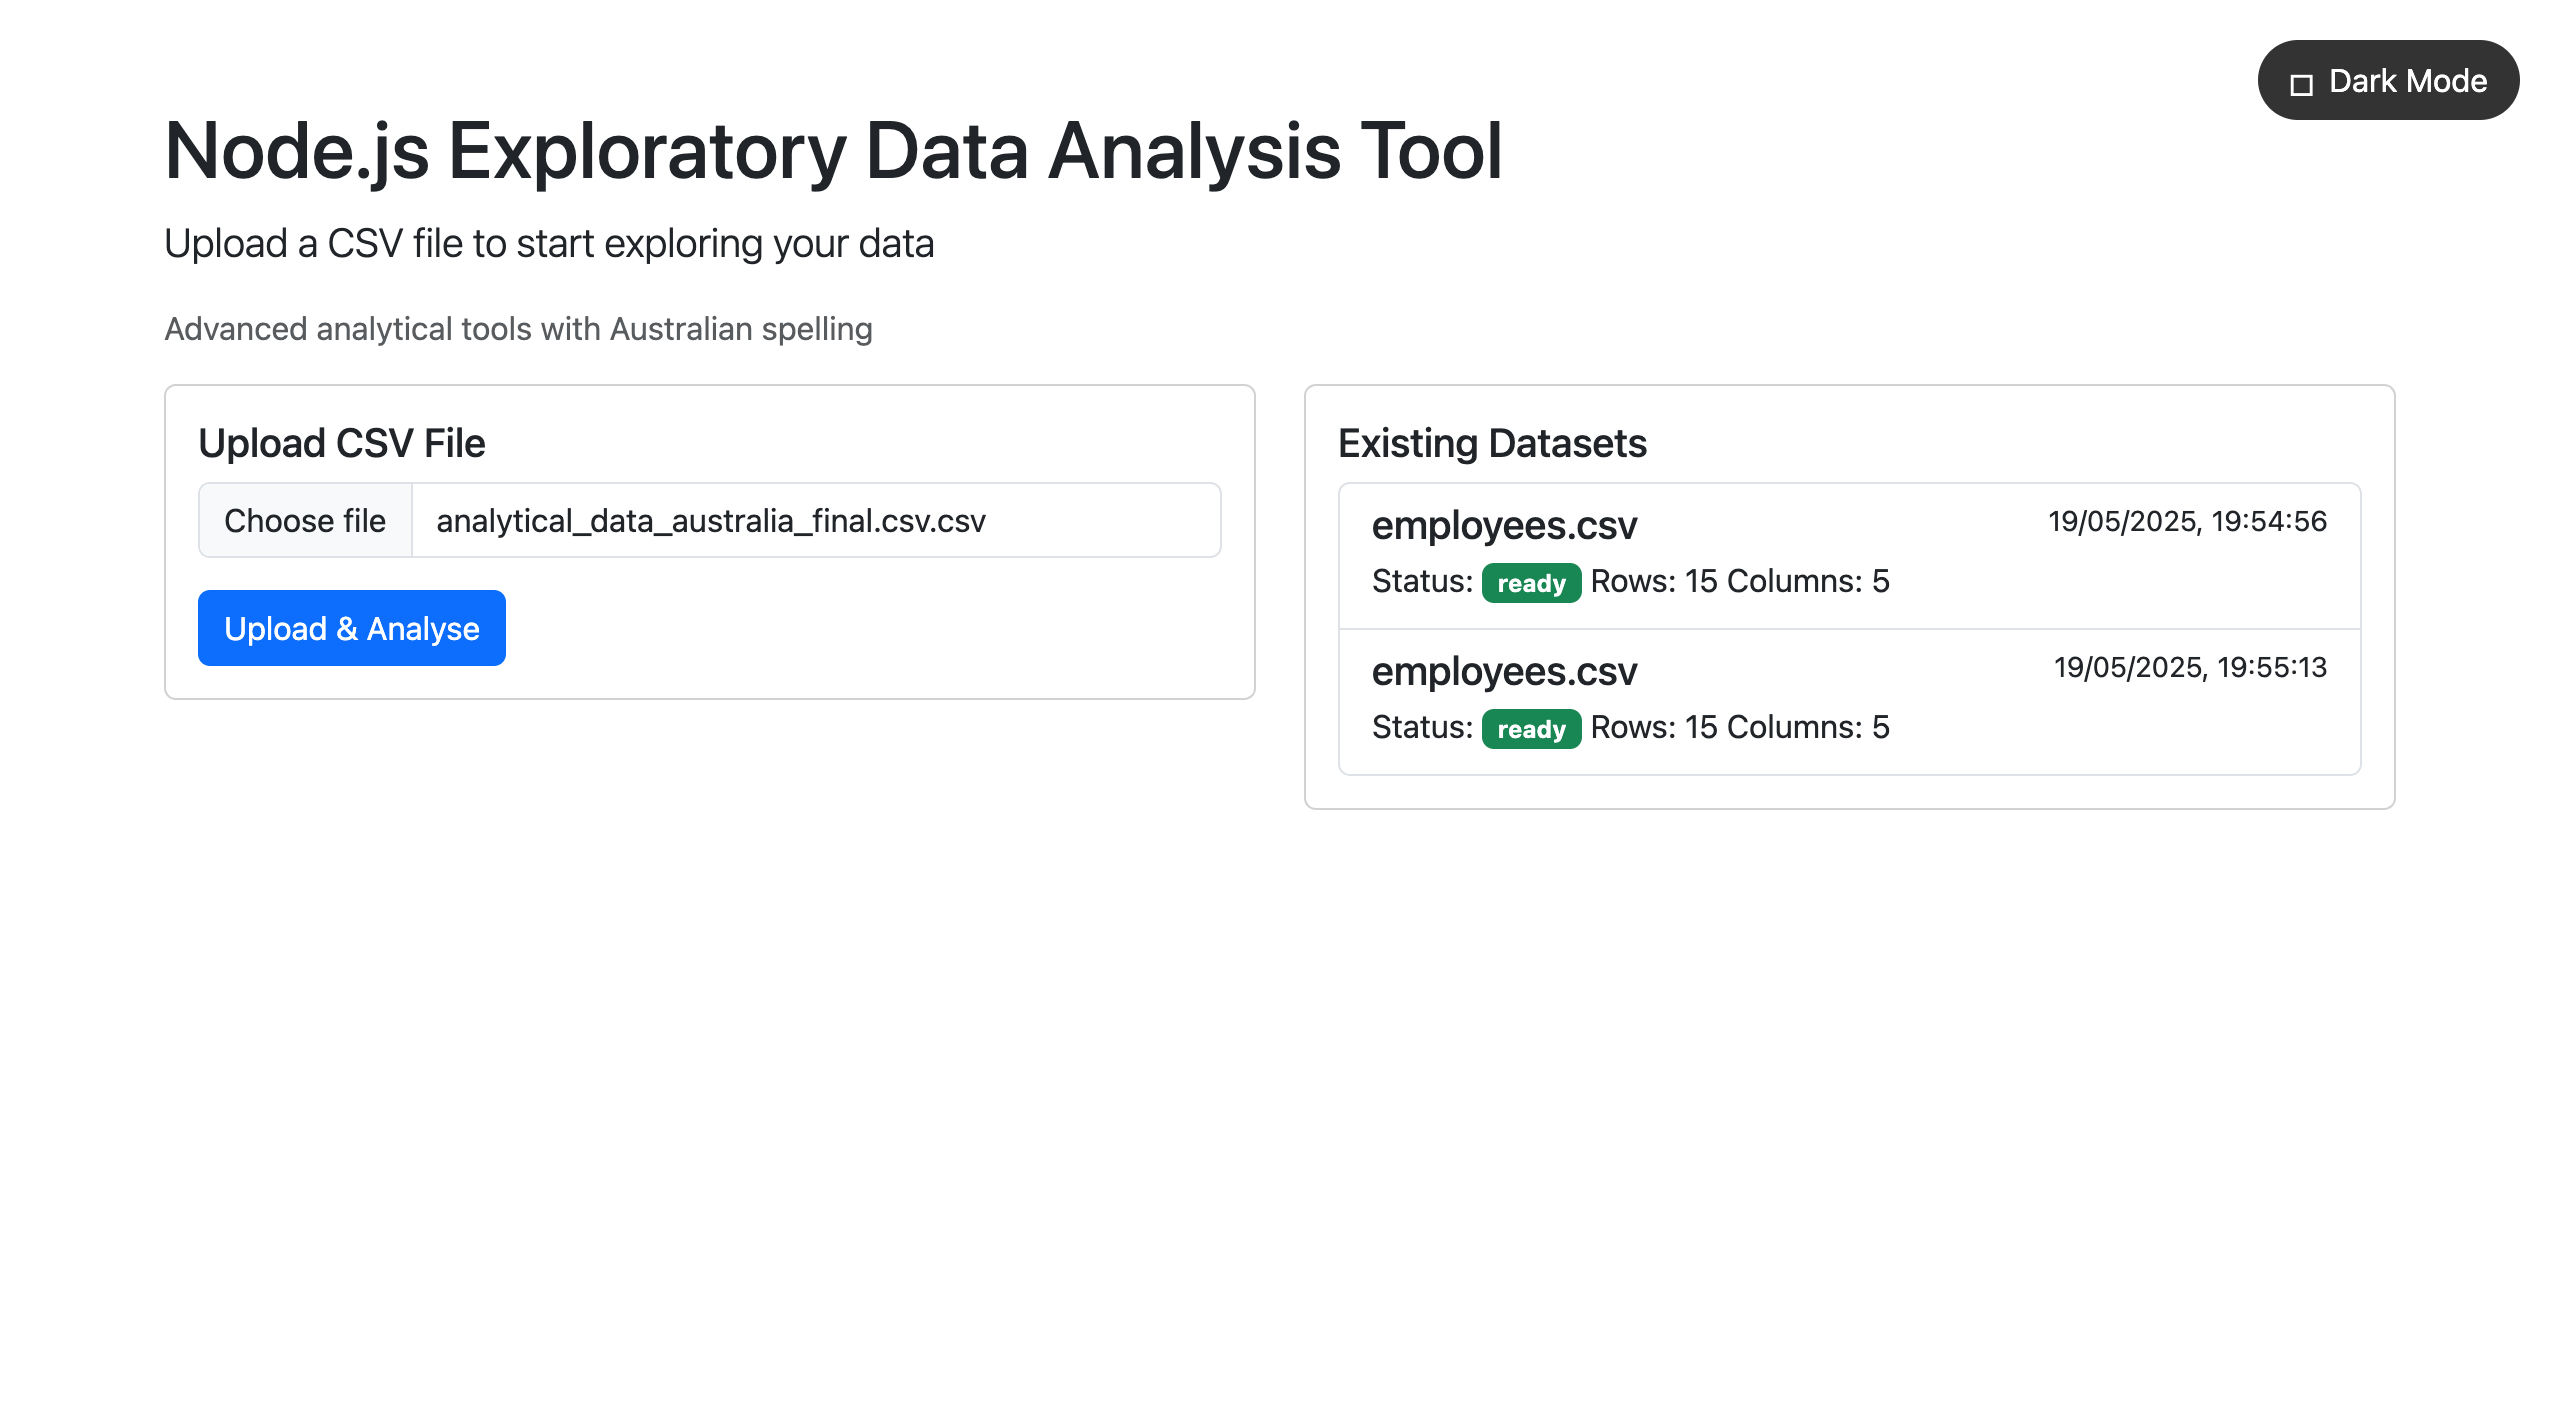 Dark Mode
Node.js Exploratory Data Analysis Tool
Upload a CSV file to start exploring your data
Advanced analytical tools with Australian spelling
Upload CSV File
Choose file analytical_data_australia_final.csv.csv
Upload & Analyse
Existing Datasets
employees.csv 19/05/2025, 19:54:56
Status: ready Rows: 15 Columns: 5
employees.csv 19/05/2025, 19:55:13
Status: ready Rows: 15 Columns: 5